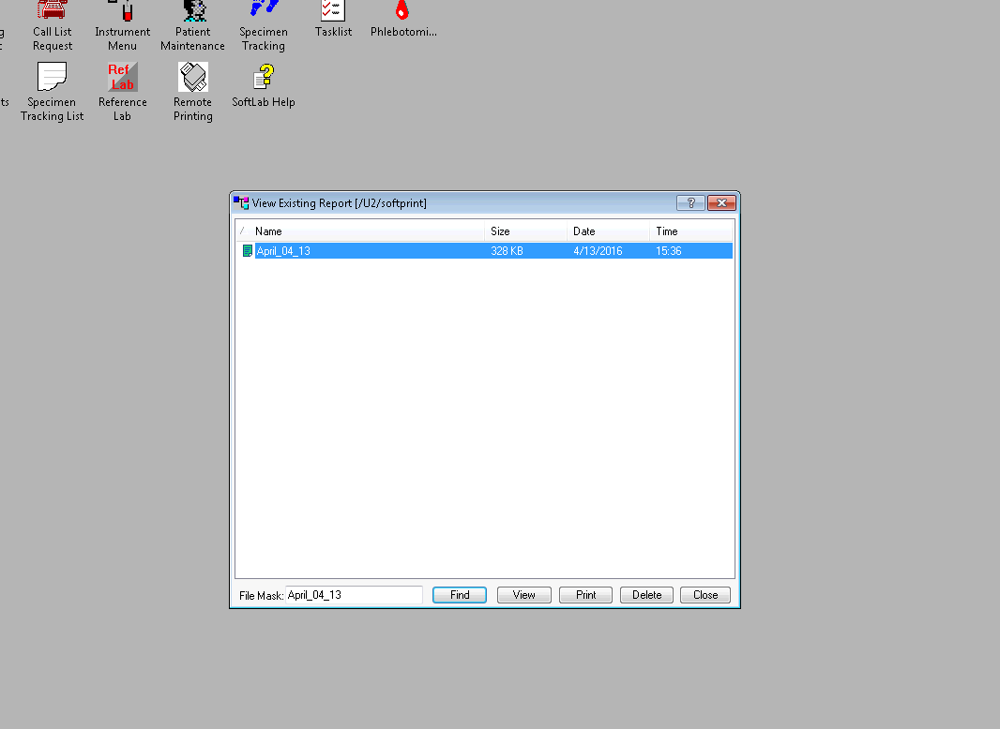 Call List
Request
Instrument
Menu
Patient
Maintenance
Specimen
Tracking
Tasklist
Phlebotomi...
ts
Specimen
Tracking List
Ref
Lab
Reference
Lab
Remote
Printing
SoftLab Help
View Existing Report [/U2/softprint]
Name Size Date Time
April_04_13 328 KB 4/13/2016 15:36
File Mask: April_04_13 Find View Print Delete Close